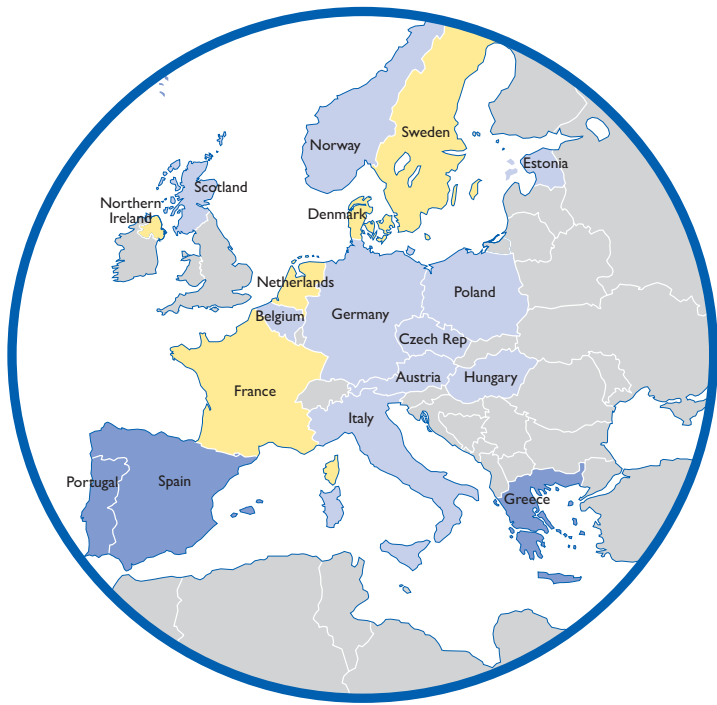 Sweden
Norway
Estonia
Scotland
Northern
Ireland
Denmark
Netherlands
Poland
Belgium
Germany
Czech Rep
Austria
Hungary
France
Italy
Portugal
Spain
Greece